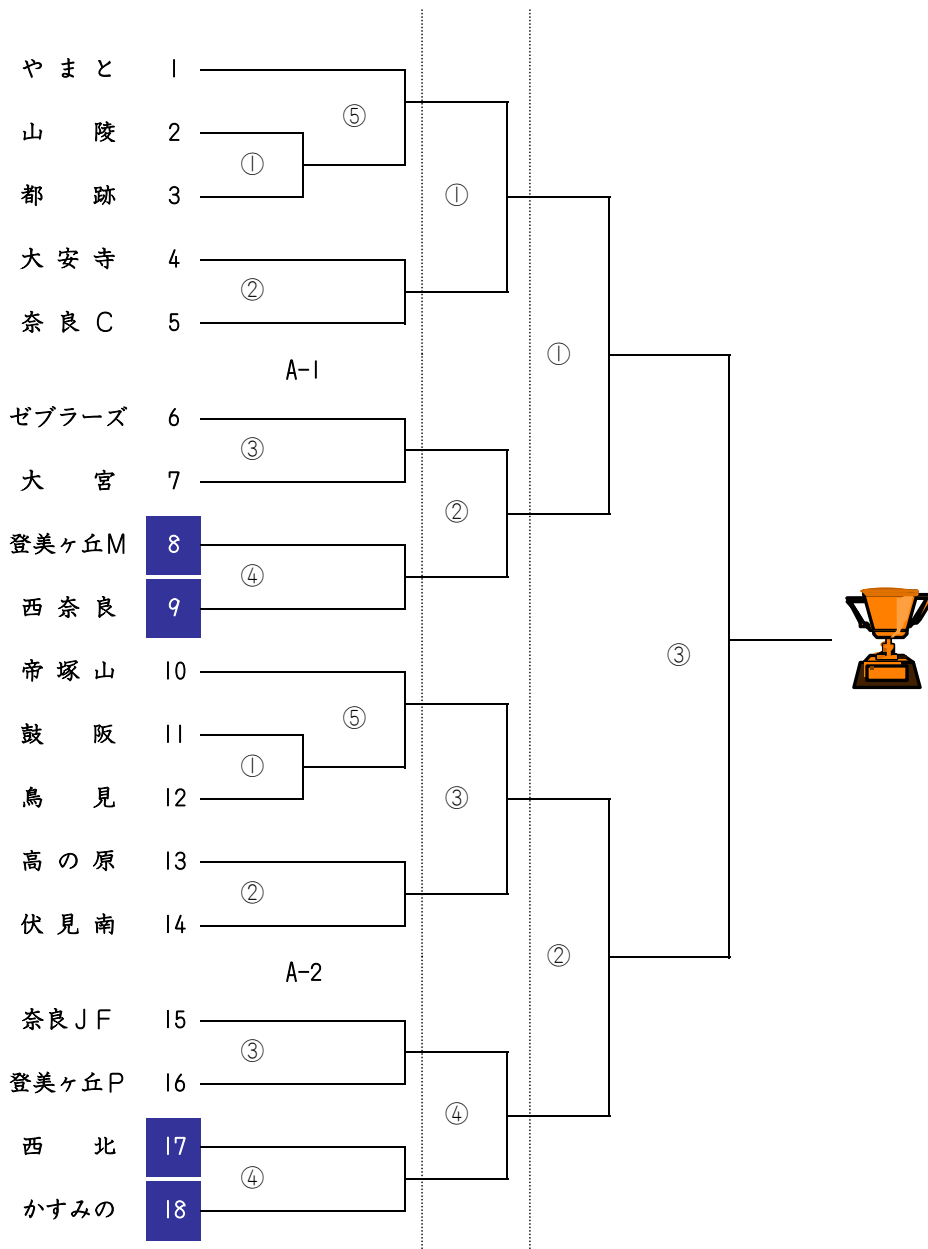 やまと 1
⑤
山陵 2
①
都跡 3
①
大安寺 4
②
奈良C 5
①
A-1
ゼブラーズ 6
③
大宮 7
②
登美ヶ丘M 8
④
西奈良 9
③
帝塚山 10
⑤
鼓阪 11
①
鳥見 12
③
高の原 13
②
伏見南 14
②
A-2
奈良JF 15
③
登美ヶ丘P 16
④
西北 17
④
かすみの 18